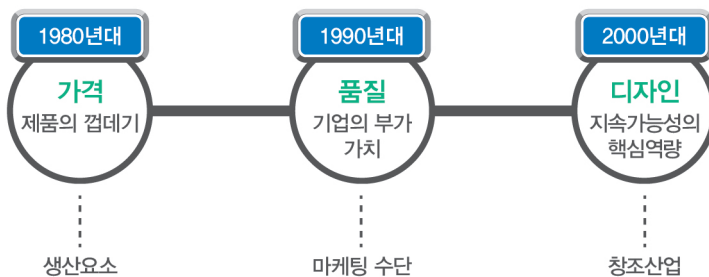 1980년대
가격
제품의 껍데기
생산요소
1990년대
품질
기업의 부가
가치
마케팅 수단
2000년대
디자인
지속가능성의
핵심역량
창조산업